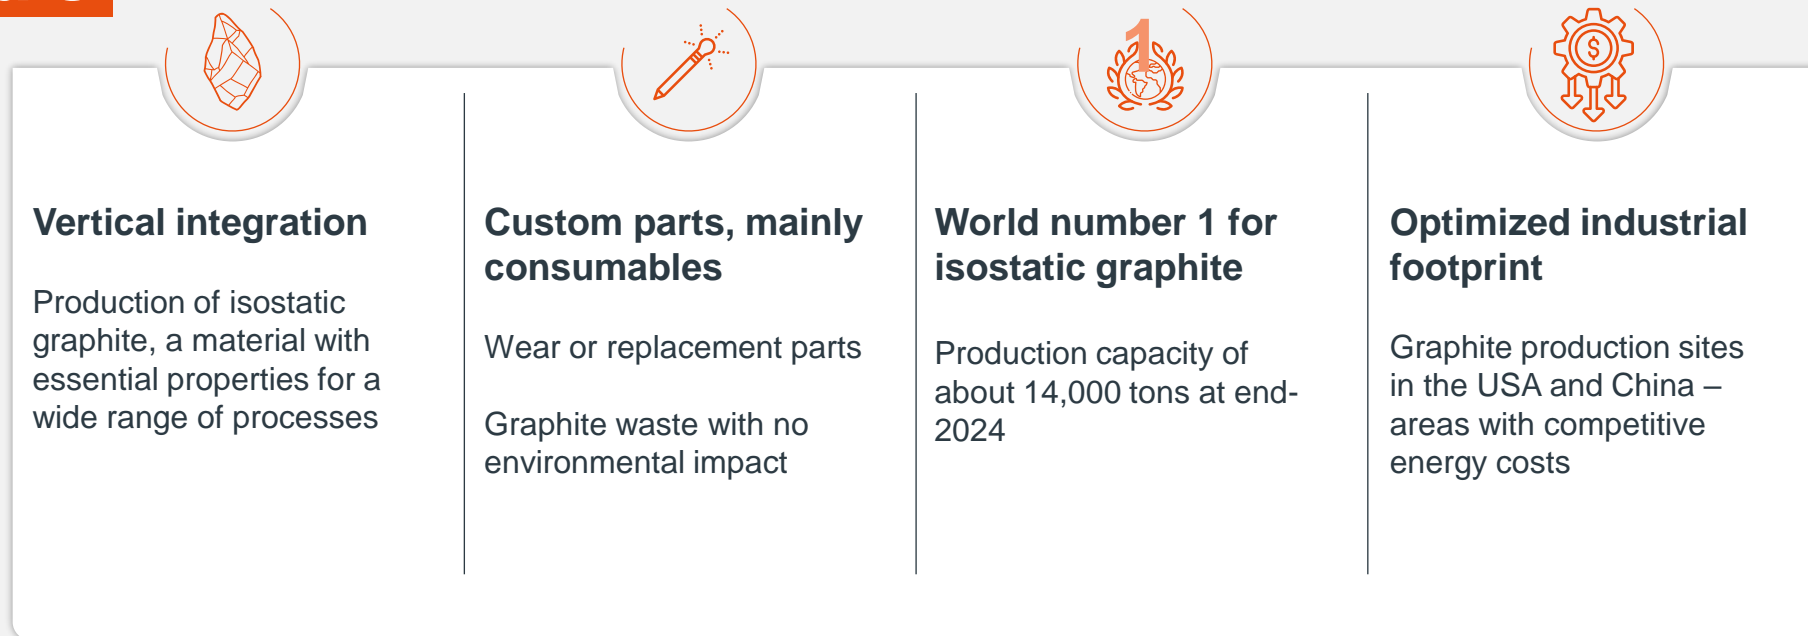 1
Vertical integration
Production of isostatic
graphite, a material with
essential properties for a
wide range of processes
Custom parts, mainly
consumables
Wear or replacement parts
Graphite waste with no
environmental impact
World number 1 for
isostatic graphite
Production capacity of
about 14,000 tons at end-
2024
$
Optimized industrial
footprint
Graphite production sites
in the USA and China –
areas with competitive
energy costs